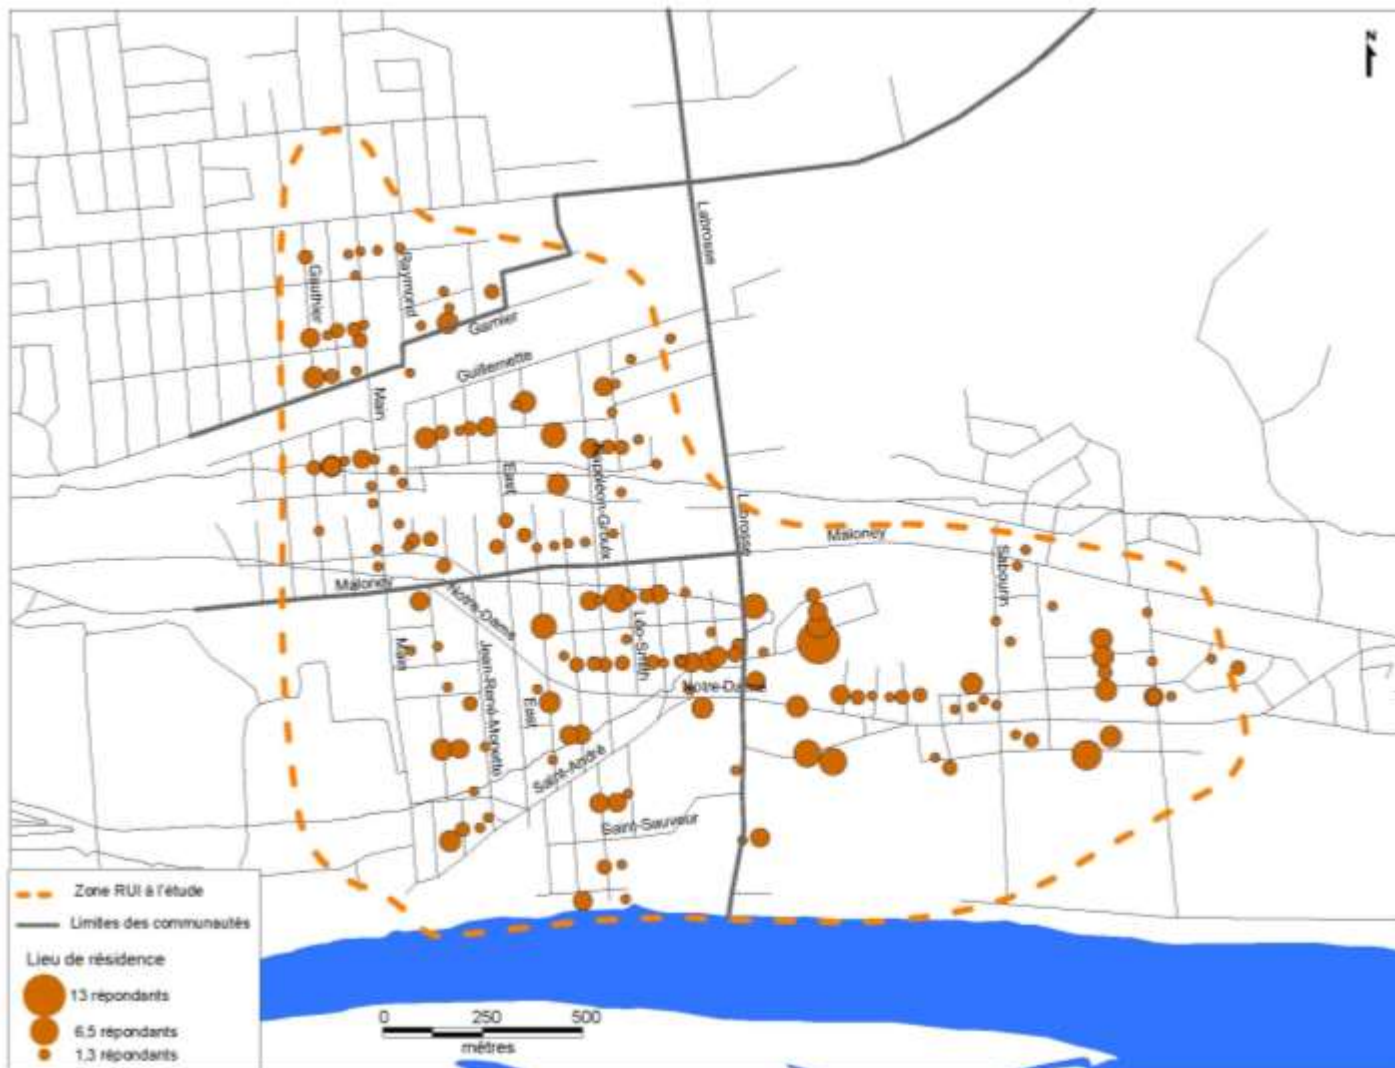 z
Labrosse
Raymond
Gauthier
Garnier
Guillemette
Main
East
Napoléon-Groulx
Labrosse
Maloney
Sabourin
Maloney
Notre-Dame
Léo-Smith
Main
Jean-René-Monette
East
Notre-Dame
Saint-André
Saint-Sauveur
Zone RUI à l'étude
Limites des communautés
Lieu de résidence
13 répondants
6,5 répondants
1,3 répondants
0 250 500
mètres